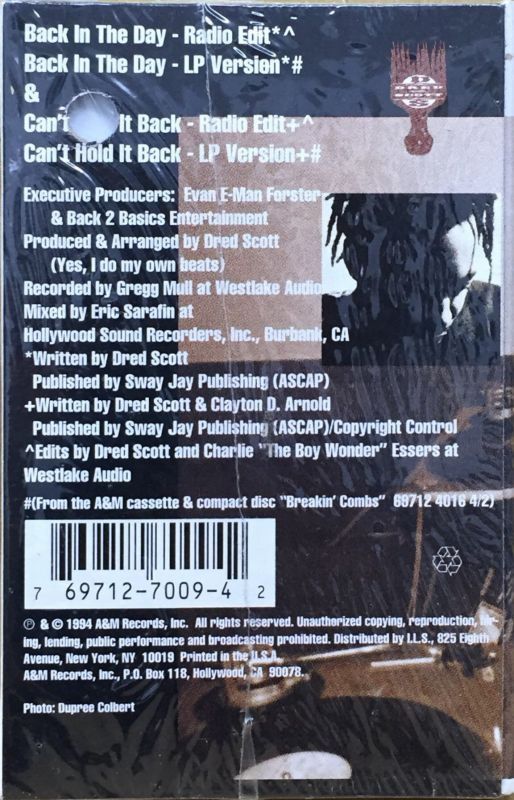 Back In The Day - Radio Edit*^
Back In The Day - LP Version*#
&
Can't It Back - Radio Edit+^
Can't Hold It Back - LP Version+#
Executive Producers: Evan E-Man Forster
& Back 2 Basics Entertainment
Produced & Arranged by Dred Scott
(Yes, I do my own beats)
Recorded by Gregg Mull at Westlake Audio
Mixed by Eric Sarafin at
Hollywood Sound Recorders, Inc., Burbank, CA
*Written by Dred Scott
Published by Sway Jay Publishing (ASCAP)
+Written by Dred Scott & Clayton D. Arnold
Published by Sway Jay Publishing (ASCAP)/Copyright Control
^Edits by Dred Scott and Charlie "The Boy Wonder" Essers at
Westlake Audio
#(From the A&M cassette & compact disc "Breakin' Combs" 69712 4016 4/2)
7 69712-7009-4 2
℗ & © 1994 A&M Records, Inc. All rights reserved. Unauthorized copying, reproduction, hir-
ing, lending, public performance and broadcasting prohibited. Distributed by I.L.S., 825 Eighth
Avenue, New York, NY 10019 Printed in the U.S.A.
A&M Records, Inc., P.O. Box 118, Hollywood, CA 90078.
Photo: Dupree Colbert